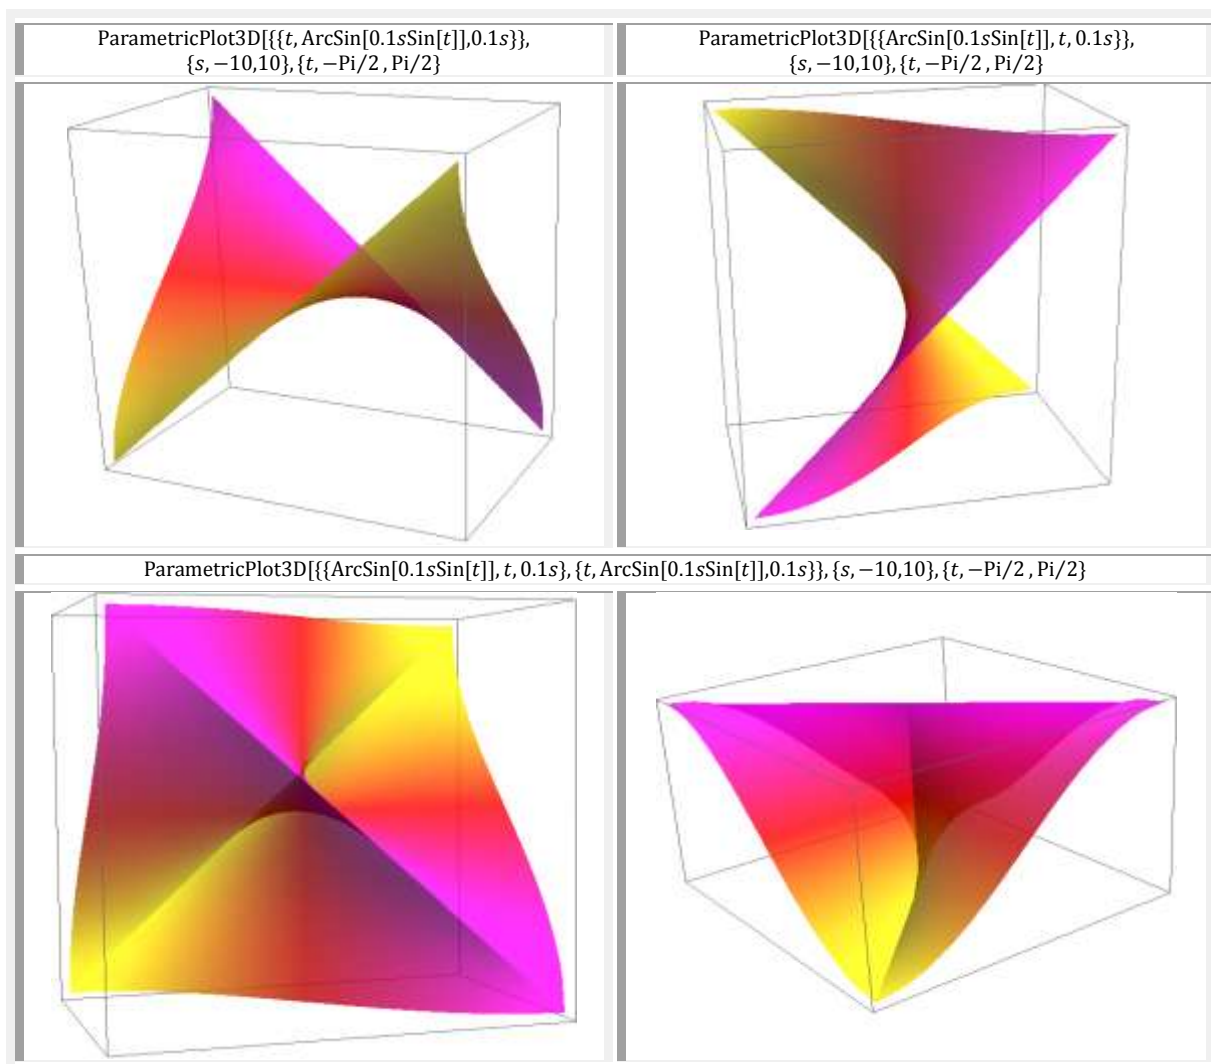 ParametricPlot3D[{{t, ArcSin[0.1sSin[t]],0.1s}},
{s, −10,10}, {t, −Pi/2 , Pi/2}
ParametricPlot3D[{{ArcSin[0.1sSin[t]], t, 0.1s}},
{s, −10,10}, {t, −Pi/2 , Pi/2}
ParametricPlot3D[{{ArcSin[0.1sSin[t]], t, 0.1s}, {t, ArcSin[0.1sSin[t]],0.1s}}, {s, −10,10}, {t, −Pi/2 , Pi/2}